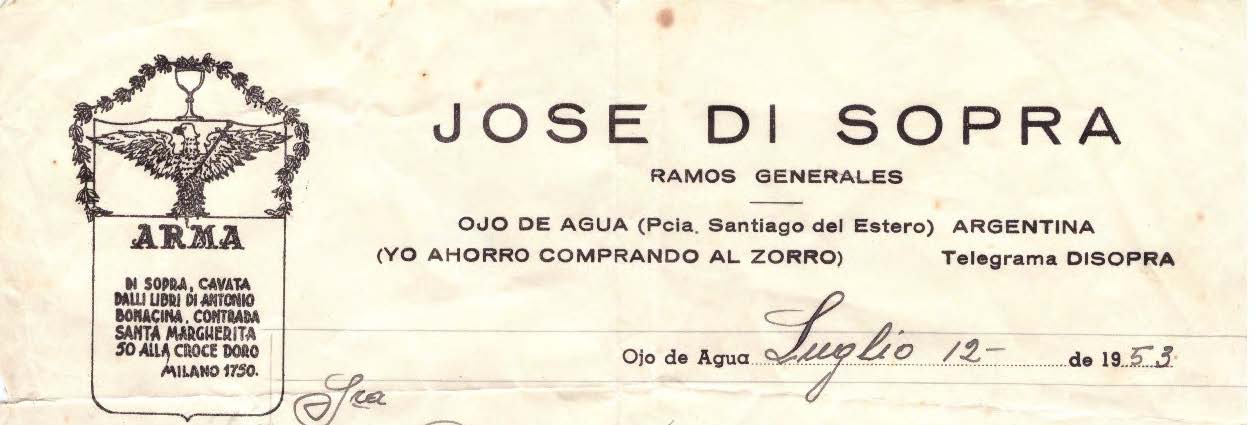 JOSE DI SOPRA
RAMOS GENERALES
OJO DE AGUA (Pcia. Santiago del Estero) ARGENTINA
(YO AHORRO COMPRANDO AL ZORRO) Telegrama DISOPRA
ARMA
DI SOPRA, CAVATA
DALLI LIBRI DI ANTONIO
BONACINA, CONTRADA
SANTA MARGHERITA
50 ALLA CROCE DORO
MILANO 1750.
Ojo de Agua Luglio 12- de 1953.
Sra